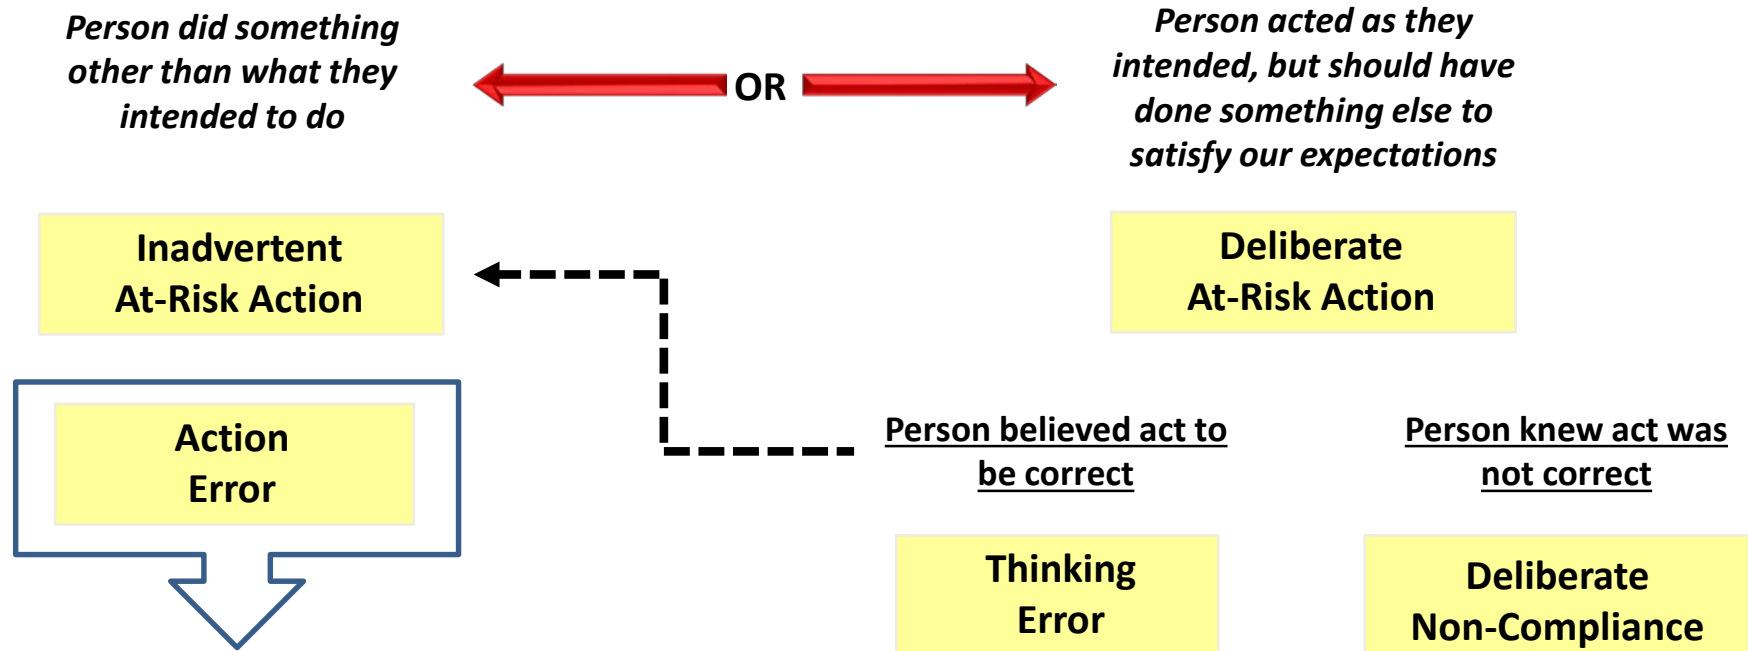 Person did something
other than what they
intended to do
OR
Person acted as they
intended, but should have
done something else to
satisfy our expectations
Inadvertent
At-Risk Action
Deliberate
At-Risk Action
Action
Error
Person believed act to
be correct
Person knew act was
not correct
Thinking
Error
Deliberate
Non-Compliance